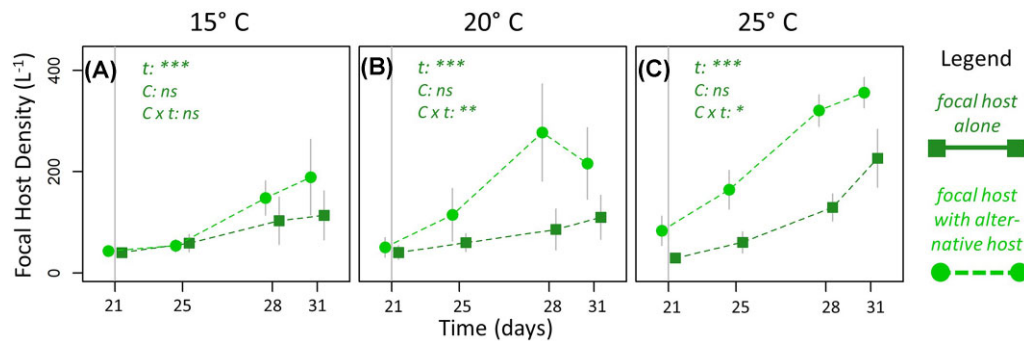 15° C
20° C
25° C
Focal Host Density (L-1)
400
200
0
(A)
t: ***
C: ns
C x t: ns
(B)
t: ***
C: ns
C x t: **
(C)
t: ***
C: ns
C x t: *
21 25 28 31
21 25 28 31
21 25 28 31
Time (days)
Legend
focal host
alone
focal host
with alter-
native host